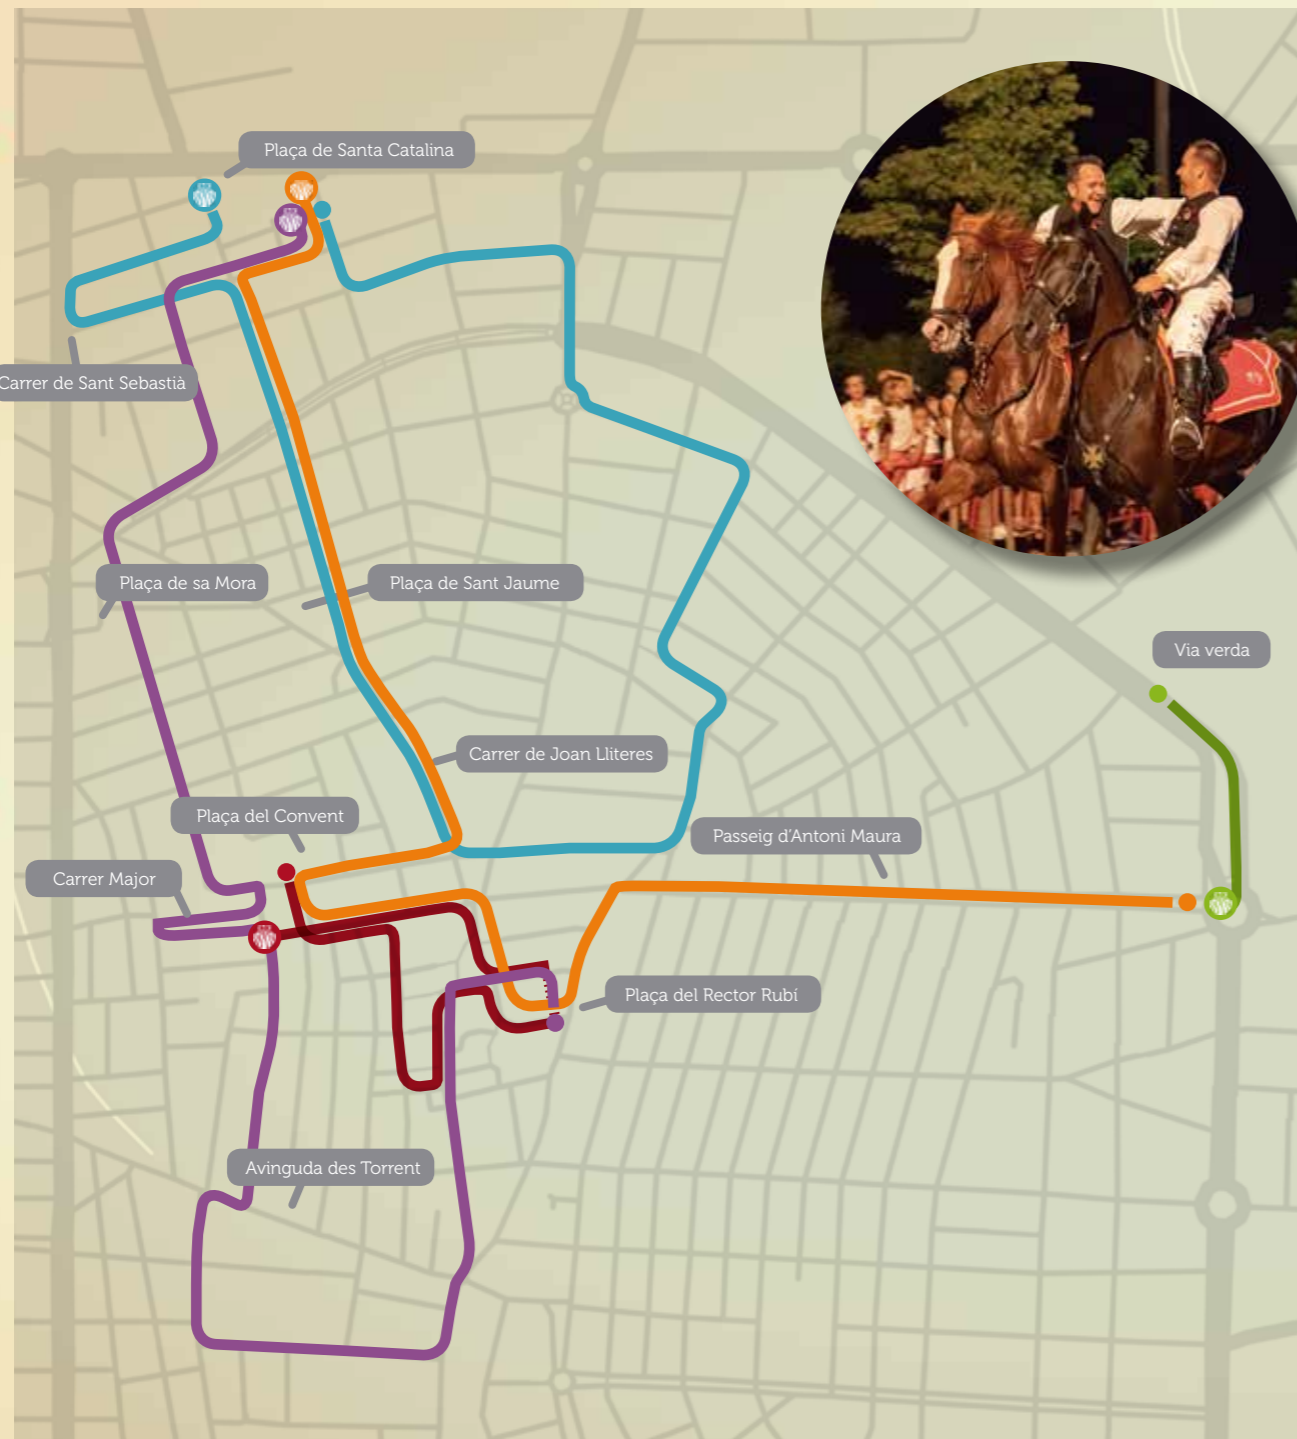 Plaça de Santa Catalina
Carrer de Sant Sebastià
Plaça de sa Mora
Plaça de Sant Jaume
Via verda
Carrer de Joan Lliteres
Plaça del Convent
Passeig d'Antoni Maura
Carrer Major
Plaça del Rector Rubí
Avinguda des Torrent